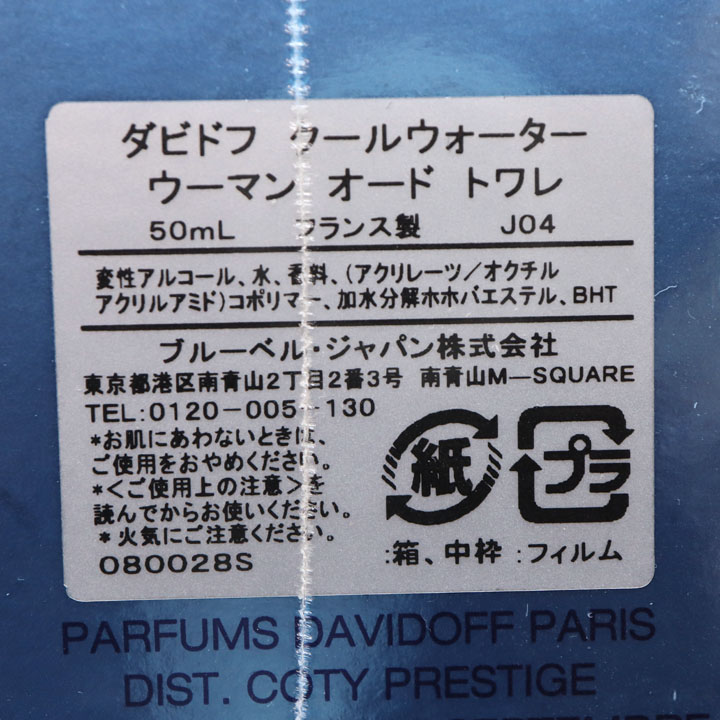 ダビドフ クールウォーター
ウーマン オード トワレ
50mL フランス製 J04
変性アルコール、水、香料、(アクリレーツ/オクチル
アクリルアミド)コポリマー、加水分解ホホバエステル、BHT
ブルーベル・ジャパン株式会社
東京都港区南青山2丁目2番3号 南青山M-SQUARE
TEL:0120-005-130
*お肌にあわないときは、
ご使用をおやめください。
*<ご使用上の注意>を
読んでからお使いください。
*火気にご注意ください。
080028S
紙 プラ
:箱、中枠 :フィルム
PARFUMS DAVIDOFF PARIS
DIST. COTY PRESTIGE